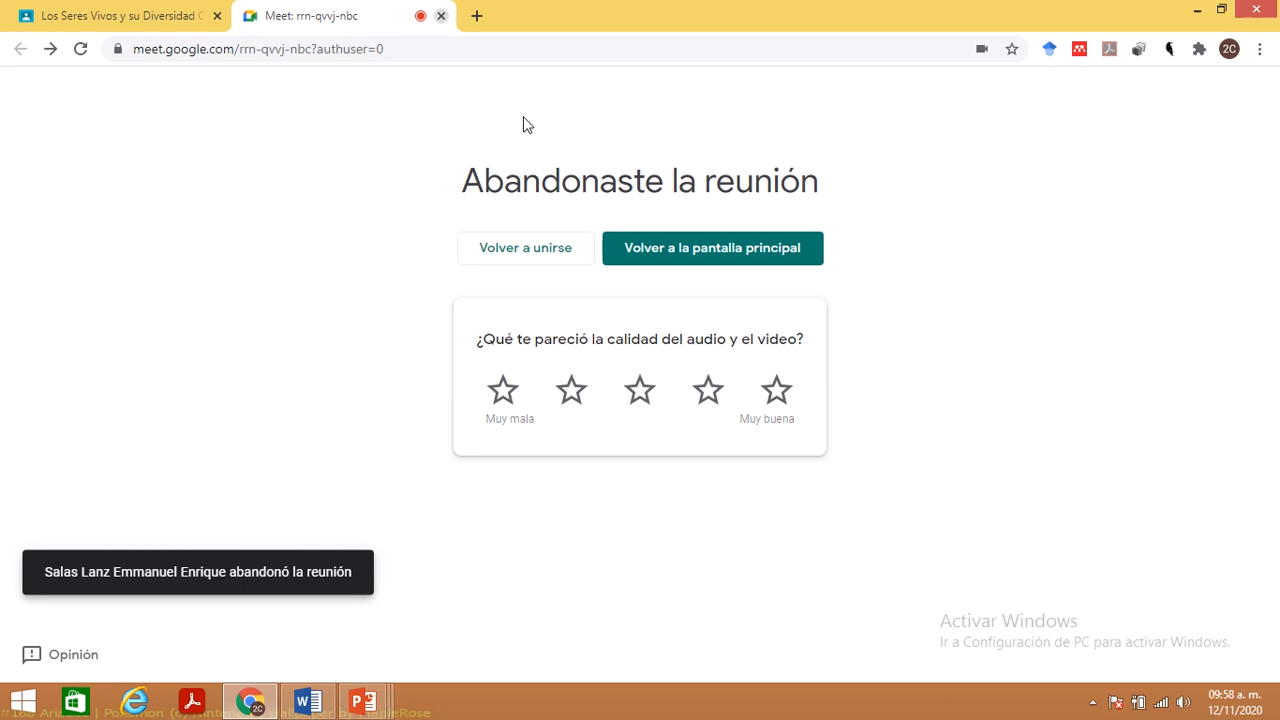 Los Seres Vivos y su Diversidad
Meet: rrn-qvvj-nbc
meet.google.com/rrn-qvvj-nbc?authuser=0
2C
Abandonaste la reunión
Volver a unirse
Volver a la pantalla principal
¿Qué te pareció la calidad del audio y el video?
Muy mala
Muy buena
Salas Lanz Emmanuel Enrique abandonó la reunión
Activar Windows
Ir a Configuración de PC para activar Windows.
Opinión
09:58 a. m.
12/11/2020